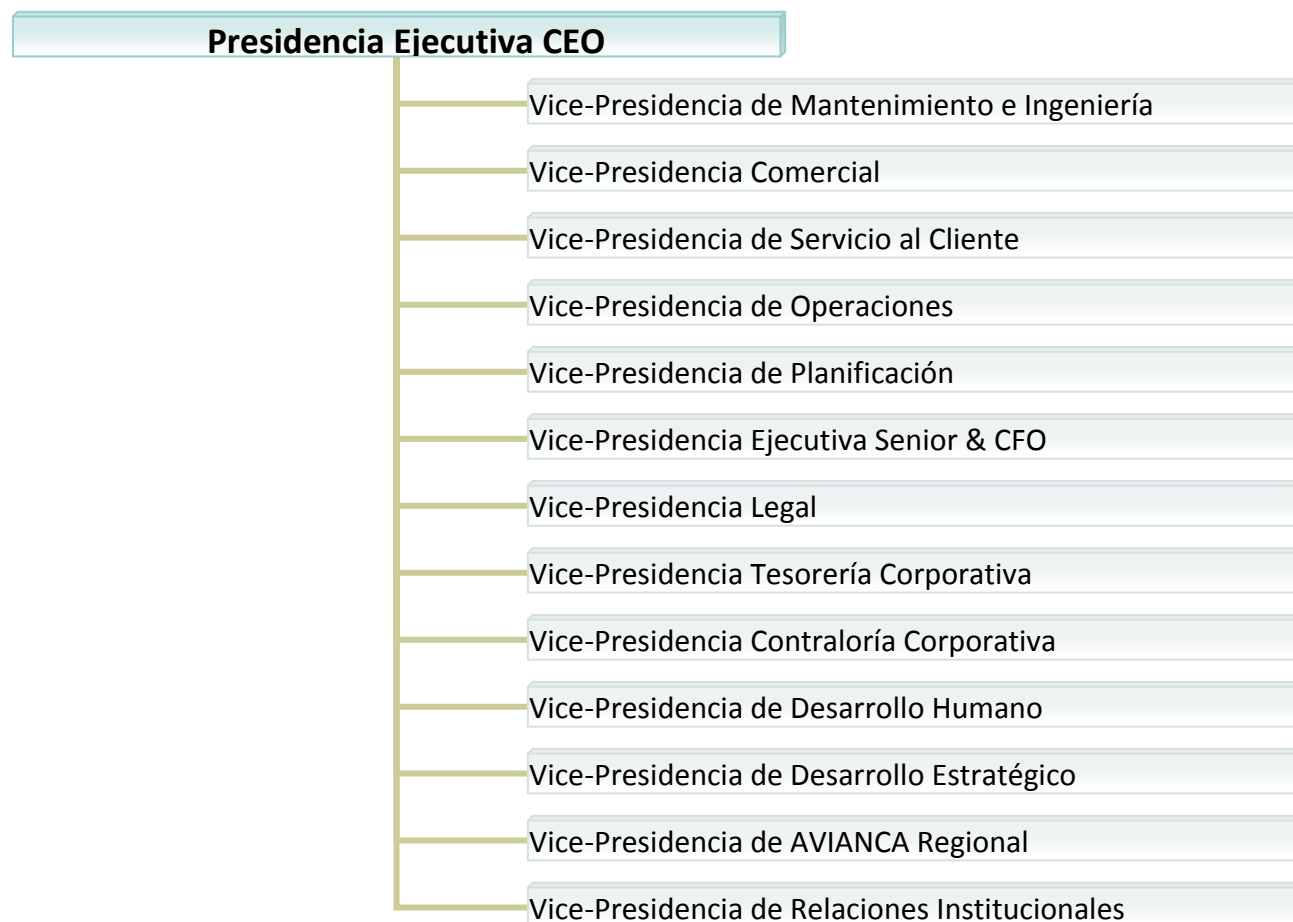 Presidencia Ejecutiva CEO
Vice-Presidencia de Mantenimiento e Ingeniería
Vice-Presidencia Comercial
Vice-Presidencia de Servicio al Cliente
Vice-Presidencia de Operaciones
Vice-Presidencia de Planificación
Vice-Presidencia Ejecutiva Senior & CFO
Vice-Presidencia Legal
Vice-Presidencia Tesorería Corporativa
Vice-Presidencia Contraloría Corporativa
Vice-Presidencia de Desarrollo Humano
Vice-Presidencia de Desarrollo Estratégico
Vice-Presidencia de AVIANCA Regional
Vice-Presidencia de Relaciones Institucionales